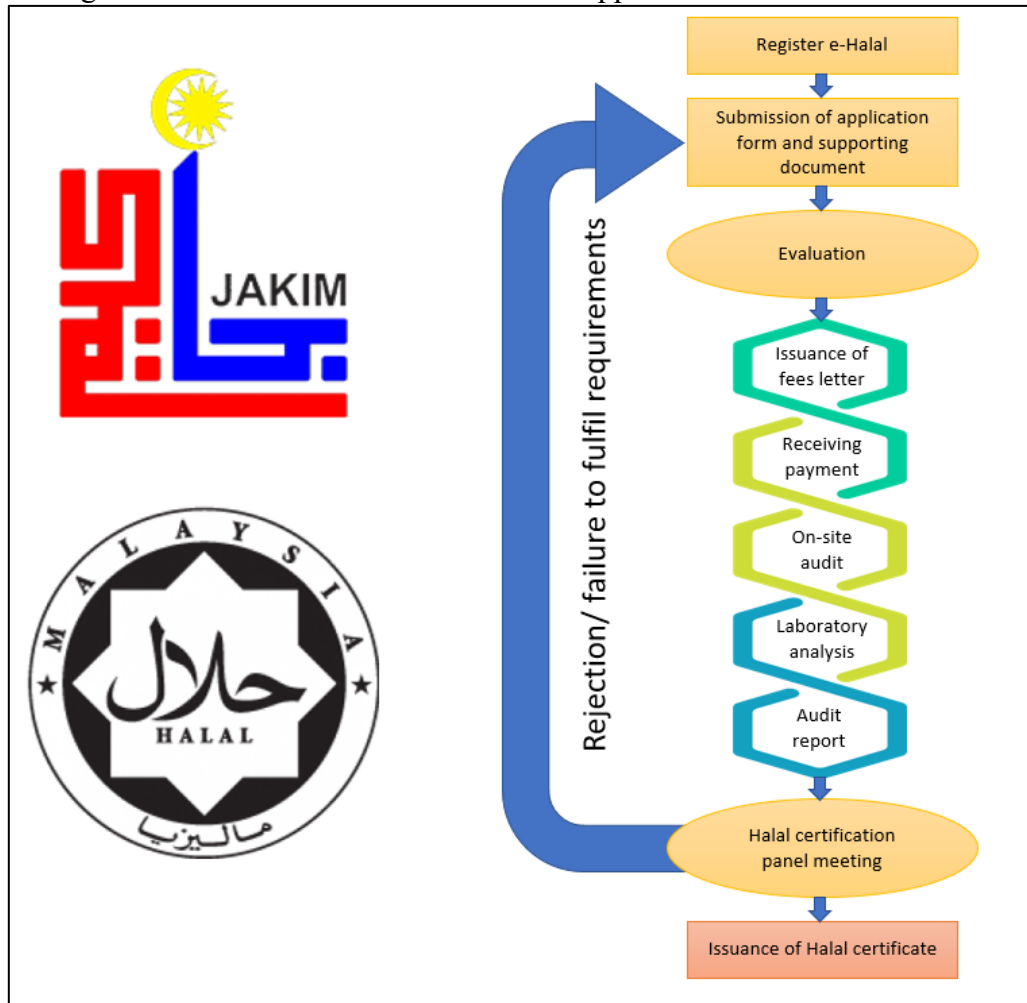 جاكيم
JAKIM
MALAYSIA
حلال
HALAL
ماليزيا
Rejection/ failure to fulfil requirements
Register e-Halal
Submission of application
form and supporting
document
Evaluation
Issuance of
fees letter
Receiving
payment
On-site
audit
Laboratory
analysis
Audit
report
Halal certification
panel meeting
Issuance of Halal certificate